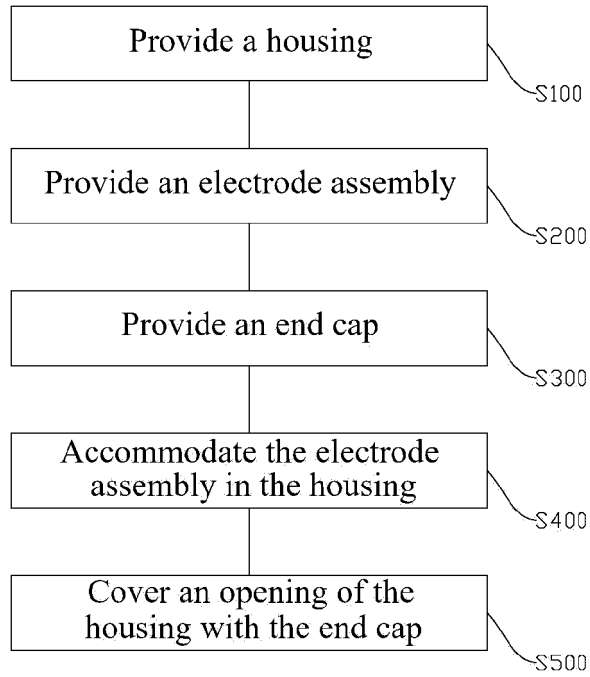 Provide a housing
S100
Provide an electrode assembly
S200
Provide an end cap
S300
Accommodate the electrode
assembly in the housing
S400
Cover an opening of the
housing with the end cap
S500